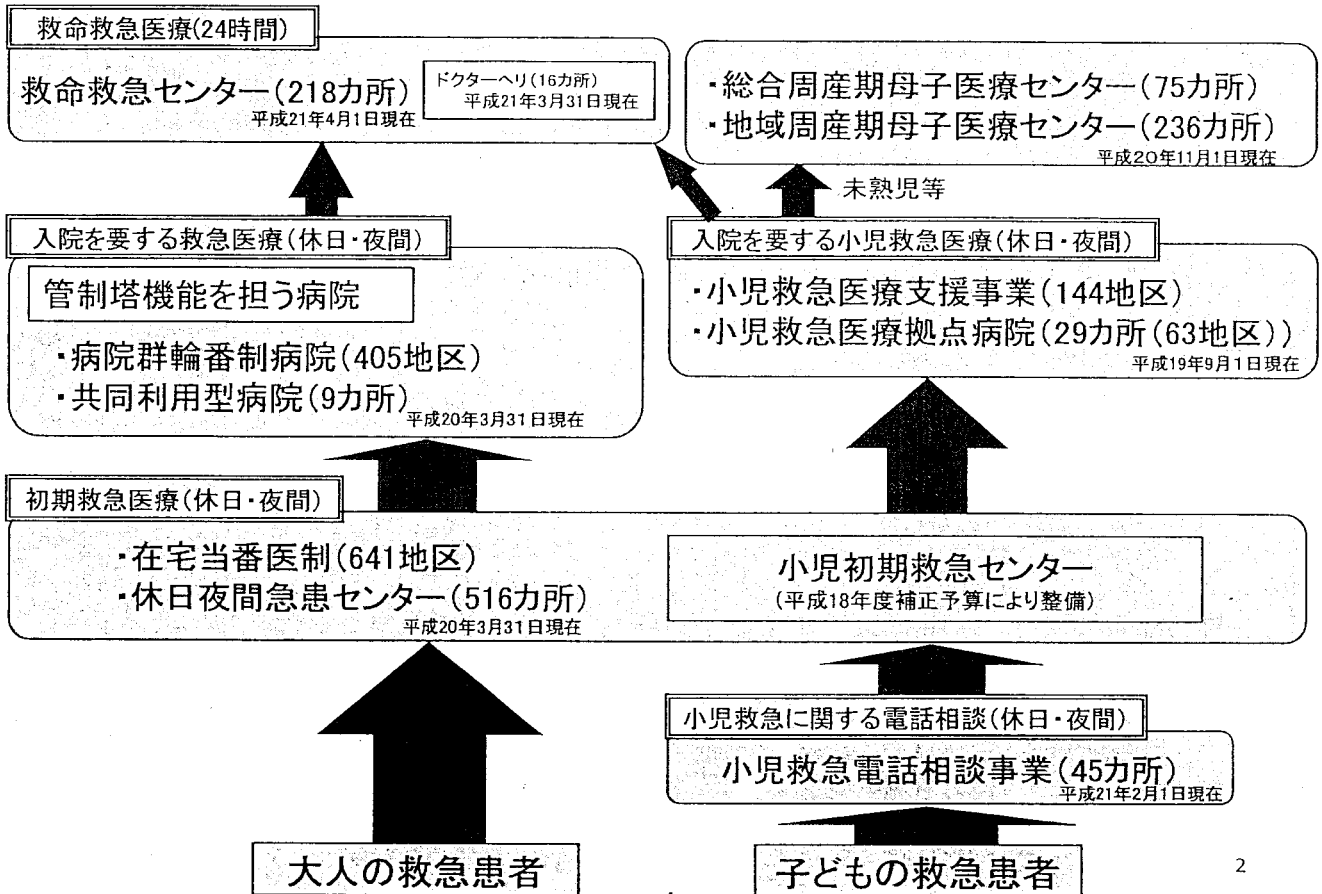 救命救急医療(24時間)
救命救急センター(218カ所)
平成21年4月1日現在
ドクターヘリ(16カ所)
平成21年3月31日現在
・総合周産期母子医療センター(75カ所)
・地域周産期母子医療センター(236カ所)
平成20年11月1日現在
未熟児等
入院を要する救急医療(休日・夜間)
管制塔機能を担う病院
・病院群輪番制病院(405地区)
・共同利用型病院(9カ所)
平成20年3月31日現在
入院を要する小児救急医療(休日・夜間)
・小児救急医療支援事業(144地区)
・小児救急医療拠点病院(29カ所(63地区))
平成19年9月1日現在
初期救急医療(休日・夜間)
・在宅当番医制(641地区)
・休日夜間急患センター(516カ所)
平成20年3月31日現在
小児初期救急センター
(平成18年度補正予算により整備)
小児救急に関する電話相談(休日・夜間)
小児救急電話相談事業(45カ所)
平成21年2月1日現在
大人の救急患者
子どもの救急患者
2